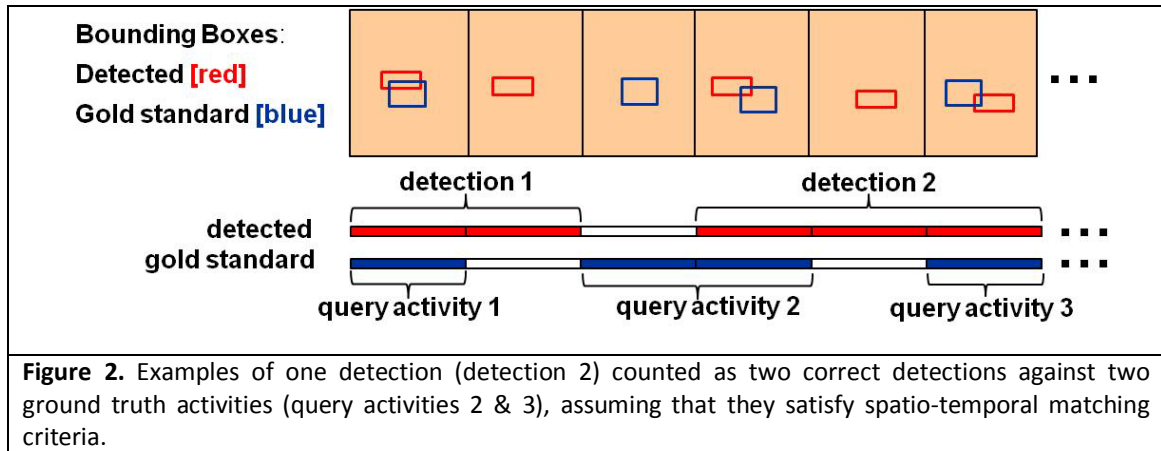 Bounding Boxes:
Detected [red]
Gold standard [blue]
...
detection 1
detection 2
detected
...
gold standard
...
query activity 1
query activity 2
query activity 3
Figure 2. Examples of one detection (detection 2) counted as two correct detections against two
ground truth activities (query activities 2 & 3), assuming that they satisfy spatio-temporal matching
criteria.